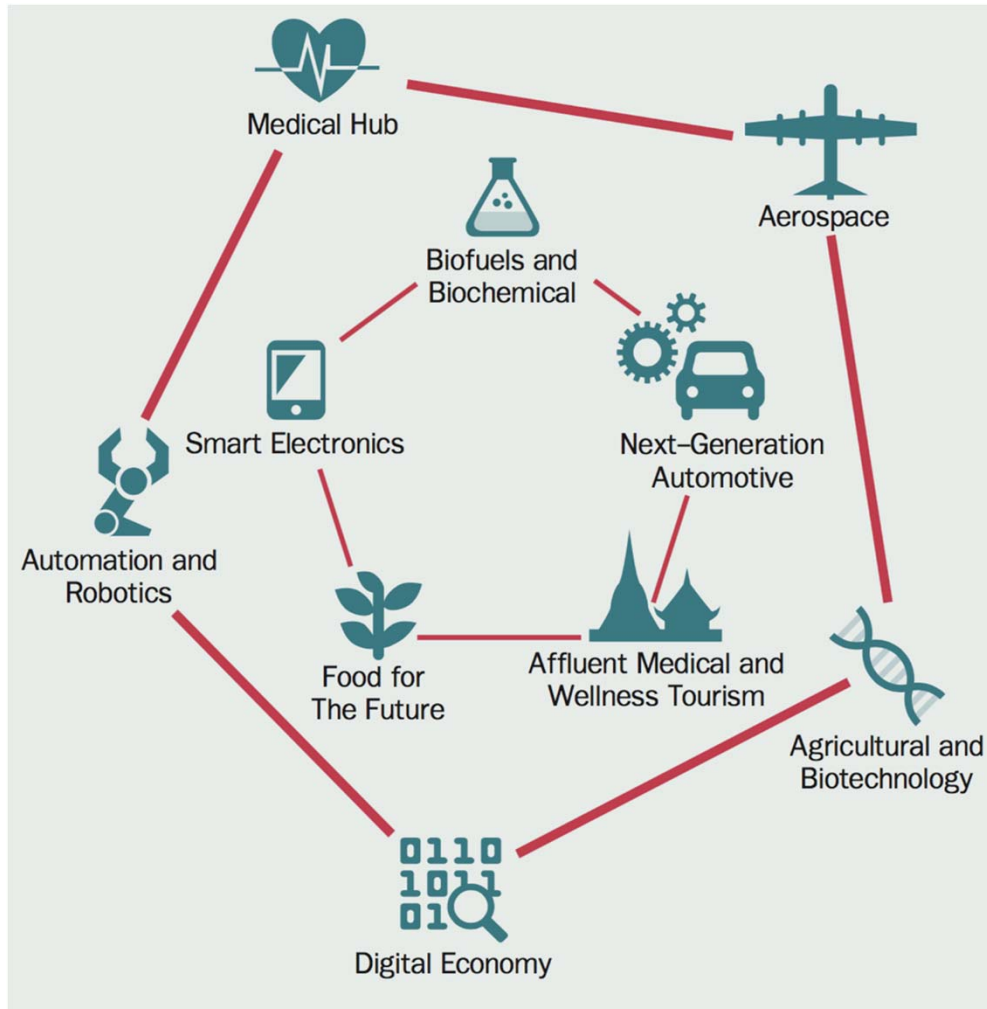 Medical Hub
Aerospace
Biofuels and
Biochemical
Smart Electronics
Next–Generation
Automotive
Automation and
Robotics
Food for
The Future
Affluent Medical and
Wellness Tourism
Agricultural and
Biotechnology
0110
1011
01
Digital Economy